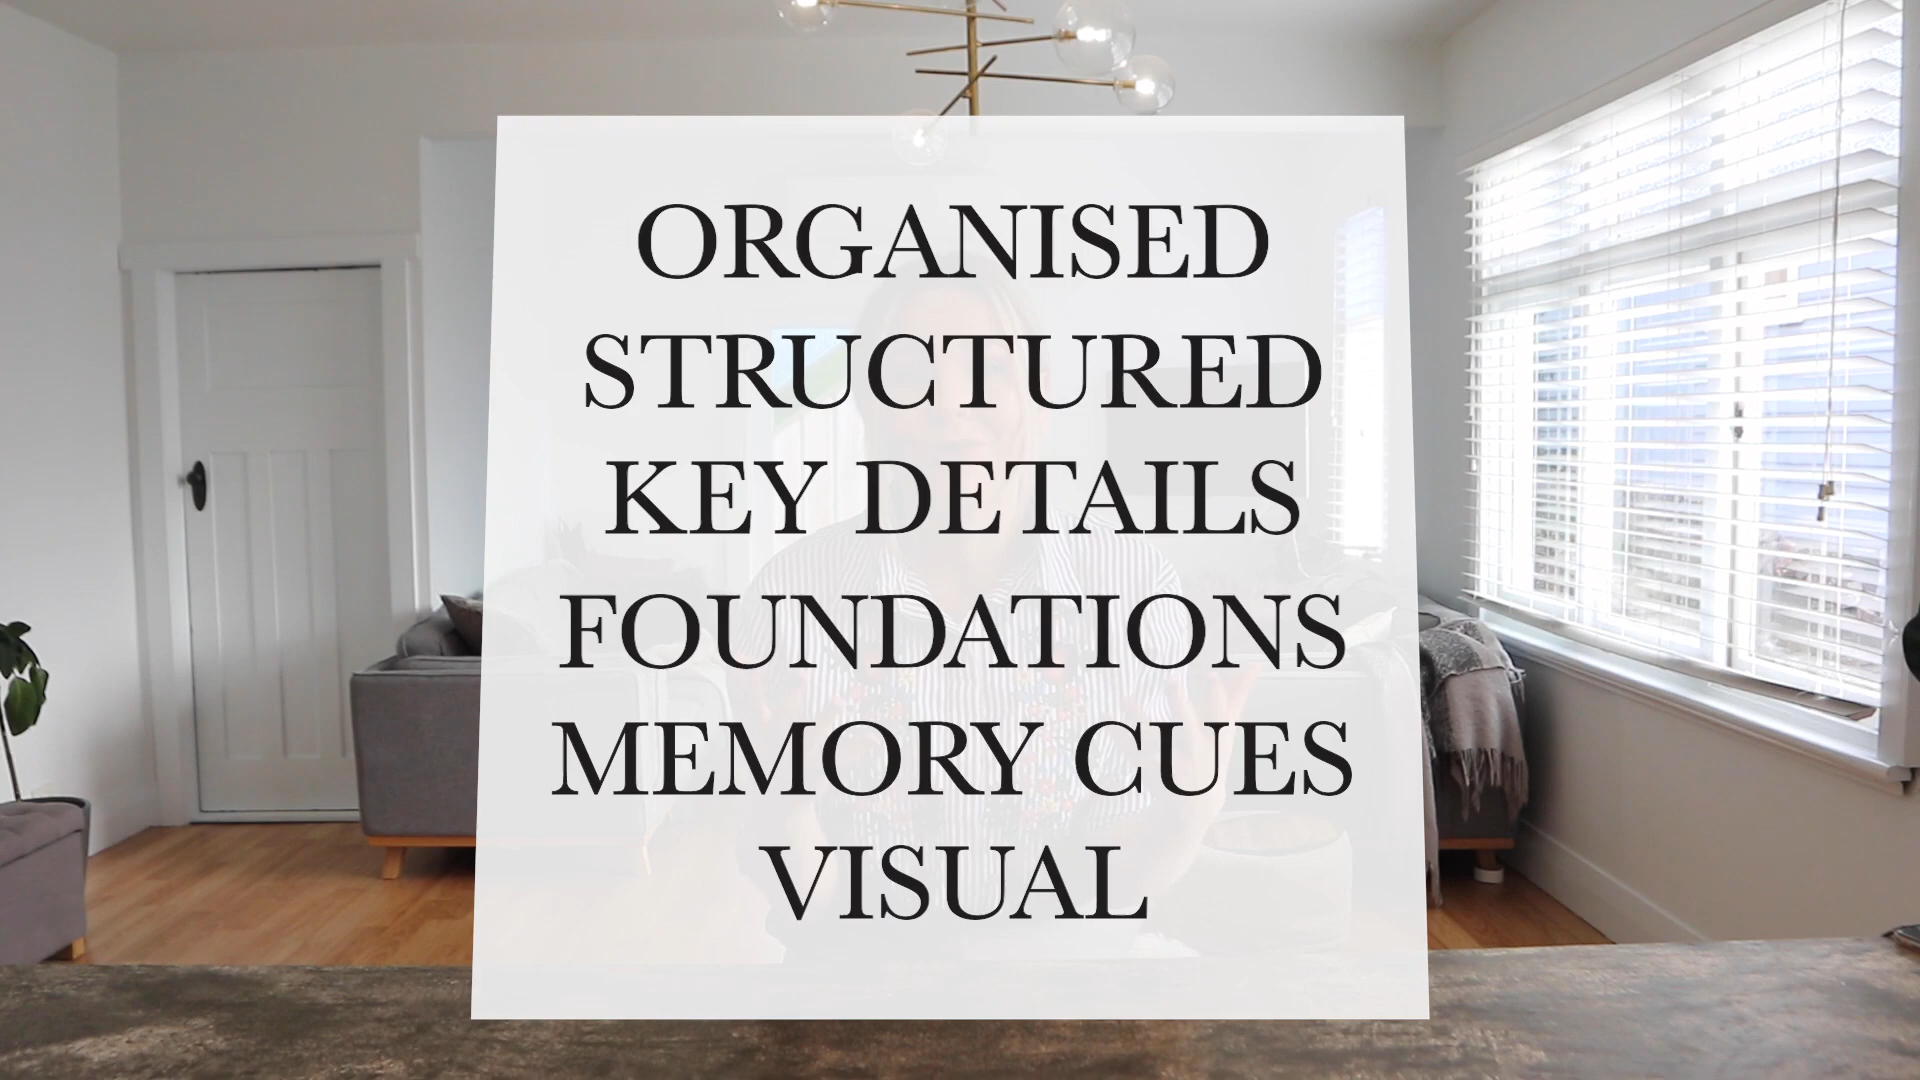 ORGANISED
STRUCTURED
KEY DETAILS
FOUNDATIONS
MEMORY CUES
VISUAL